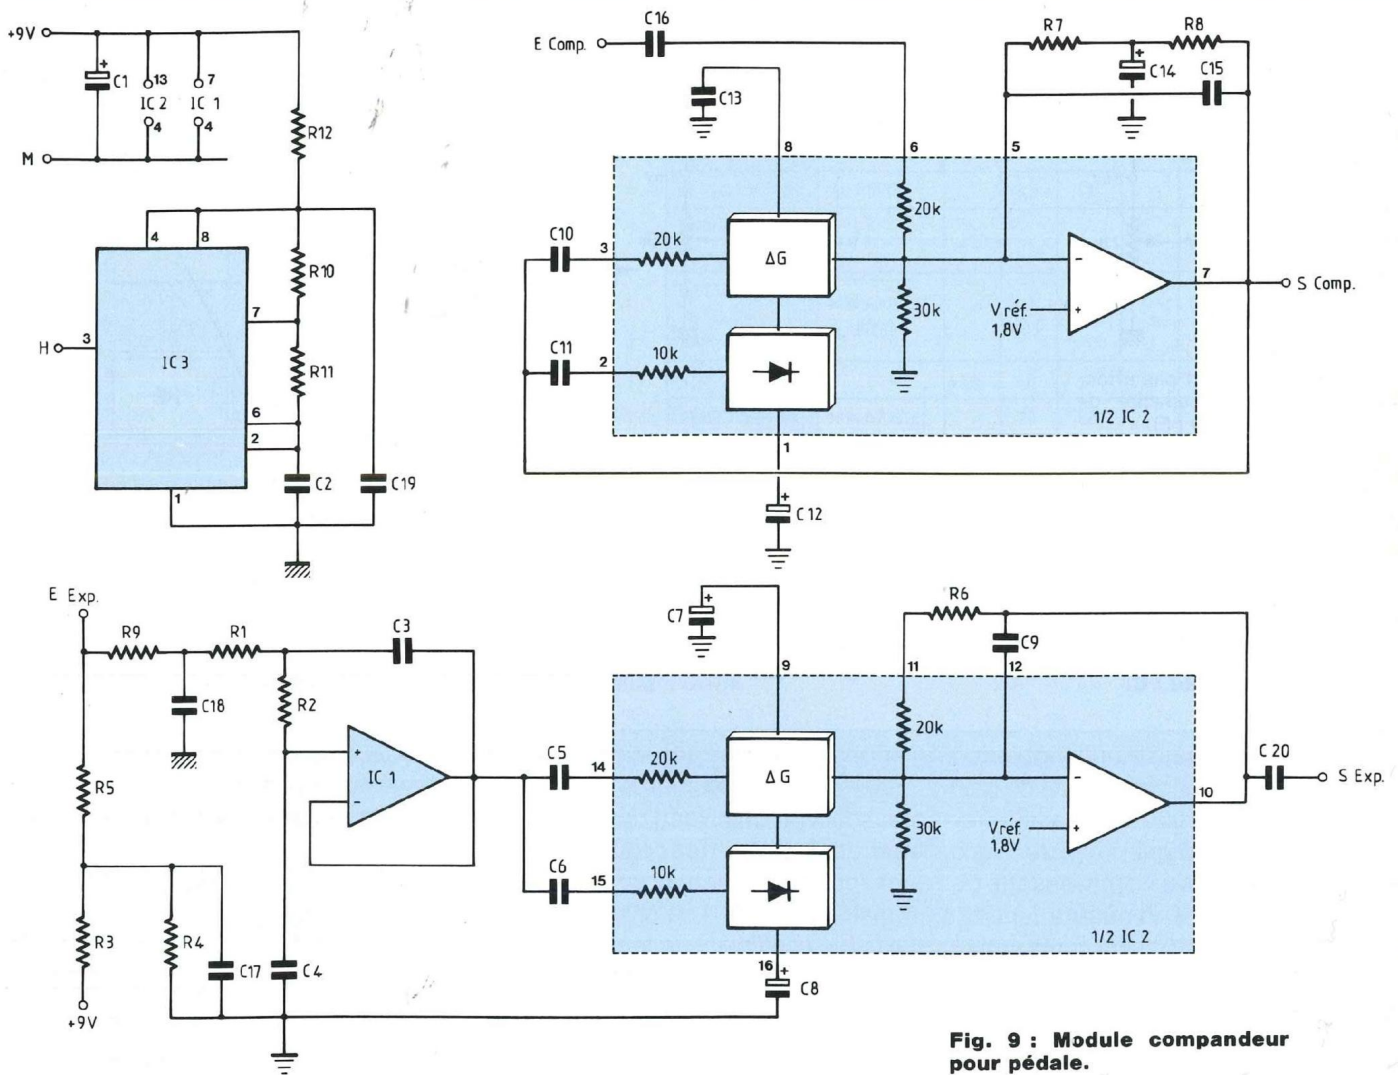 +9V
C1
13
IC 2
4
7
IC 1
4
M
R12
4
8
R10
7
H
3
IC 3
R11
6
2
1
C2
C19
E Comp.
C16
C13
8
6
5
R7
R8
C14
C15
20k
C10
3
20k
ΔG
30k
Vréf.
1,8V
7
S Comp.
C11
2
10k
1/2 IC 2
1
C12
E Exp.
R9
R1
C3
C18
R2
R5
IC 1
R3
R4
C17
C4
+9V
C7
9
11
R6
C9
12
20k
C5
14
20k
ΔG
30k
Vréf.
1,8V
10
C 20
S Exp.
C6
15
10k
1/2 IC 2
16
C8
Fig. 9 : Module compandeur
pour pédale.